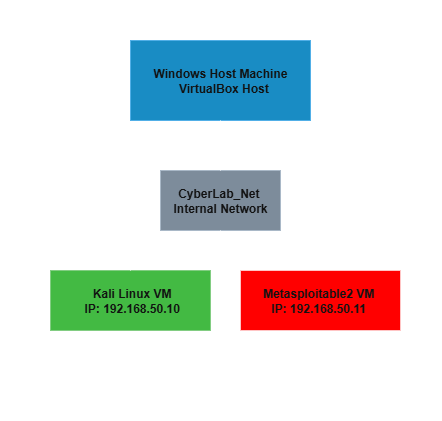 Windows Host Machine
VirtualBox Host
CyberLab_Net
Internal Network
Kali Linux VM
IP: 192.168.50.10
Metasploitable2 VM
IP: 192.168.50.11